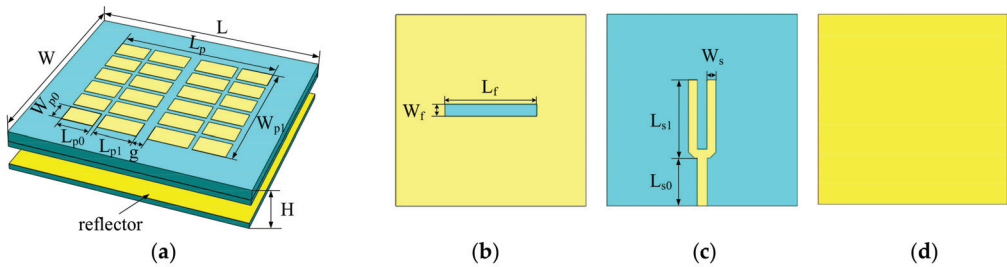 W
L
Lp
Wp0
Wp1
Lp0
Lp1
g
H
reflector
Lf
Wf
Ws
Ls1
Ls0
(a) (b) (c) (d)